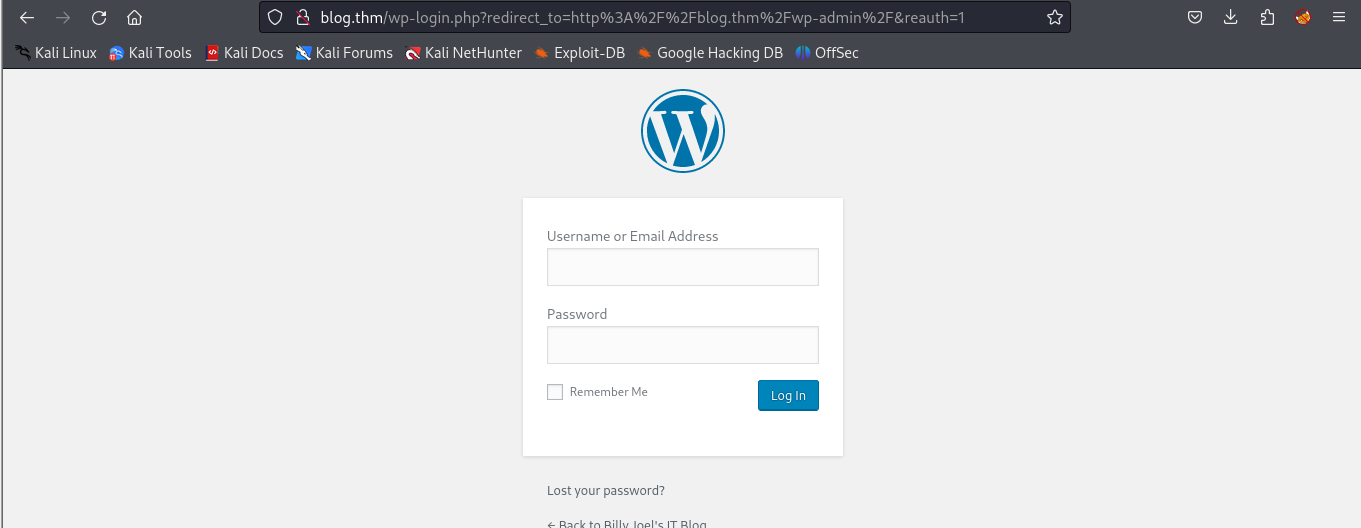 blog.thm/wp-login.php?redirect_to=http%3A%2F%2Fblog.thm%2Fwp-admin%2F&reauth=1
Kali Linux Kali Tools Kali Docs Kali Forums Kali NetHunter Exploit-DB Google Hacking DB OffSec
Username or Email Address
Password
Remember Me Log In
Lost your password?
← Back to Billy Joel's IT Blog